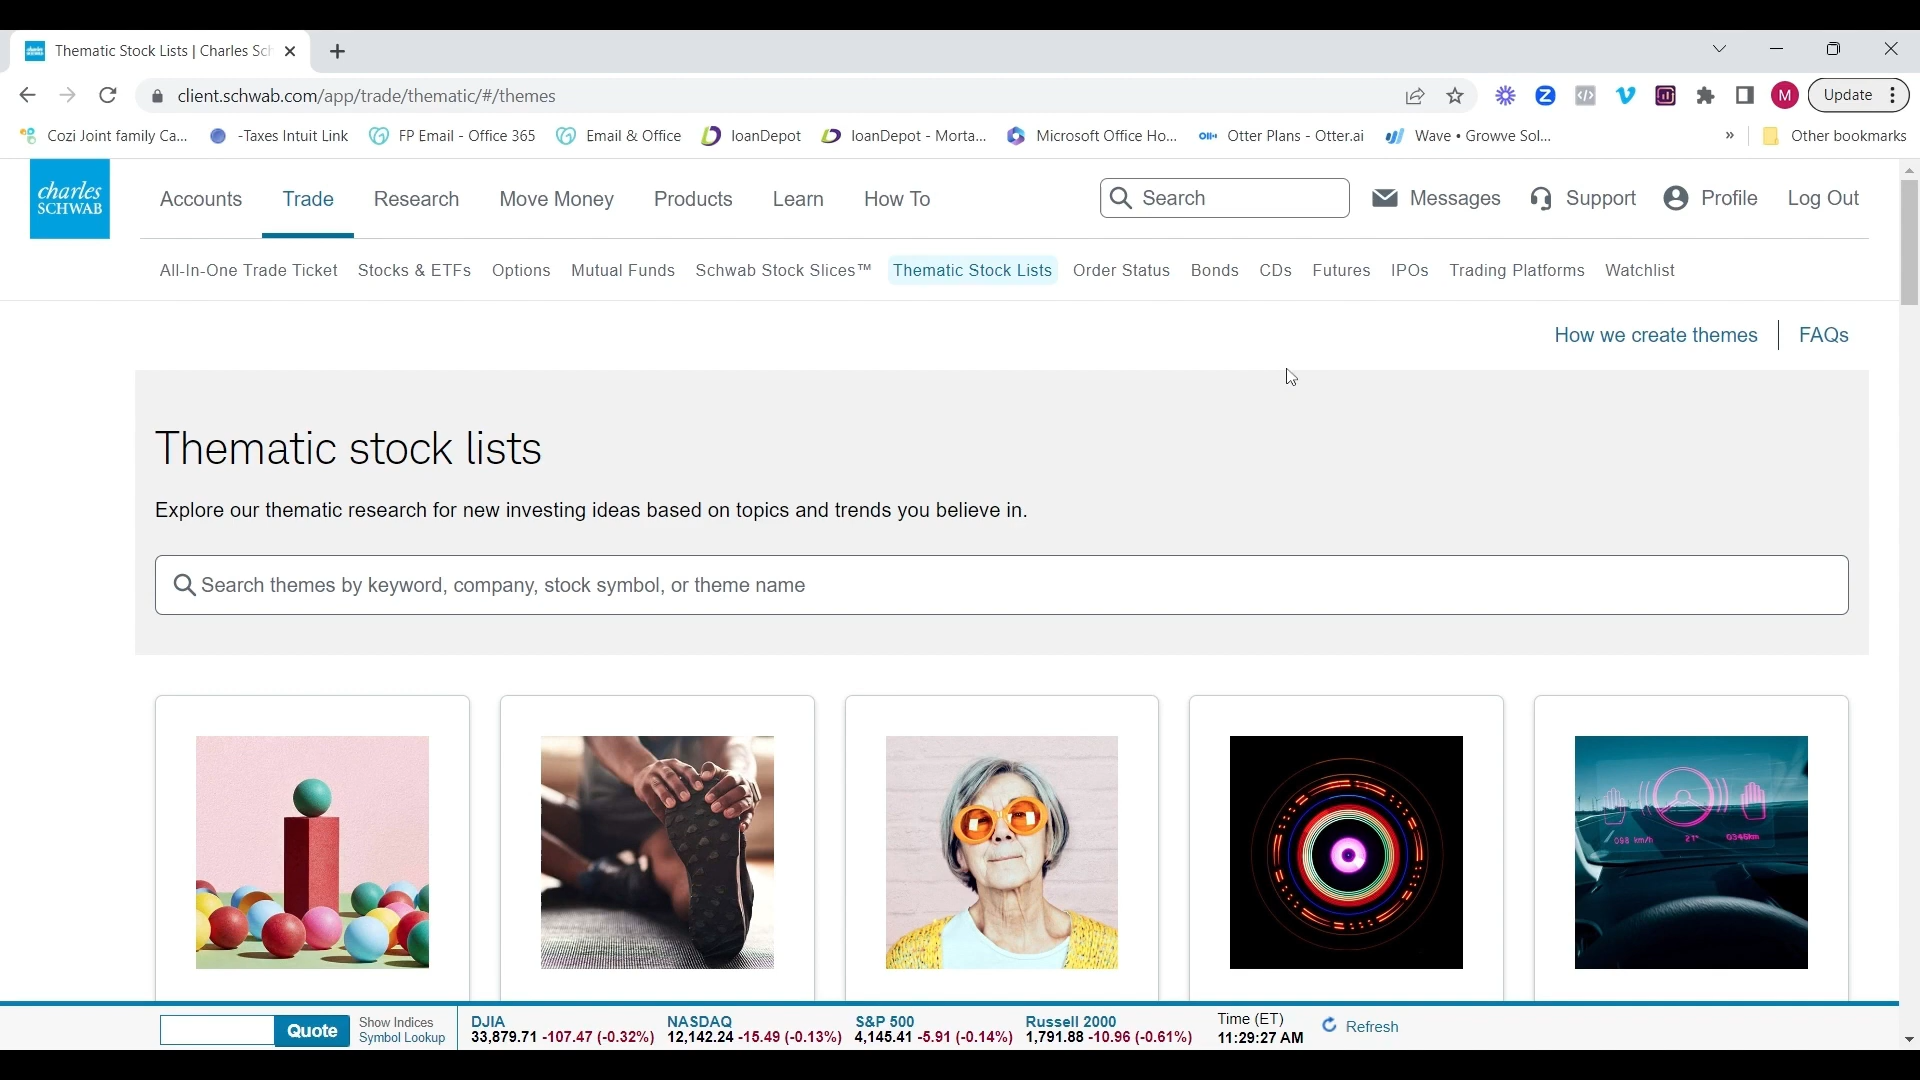 Thematic Stock Lists | Charles Sch
client.schwab.com/app/trade/thematic/#/themes
Update
Cozi Joint family Ca... -Taxes Intuit Link FP Email - Office 365 Email & Office loanDepot loanDepot - Morta... Microsoft Office Ho... Otter Plans - Otter.ai Wave • Growve Sol... » Other bookmarks
charles
SCHWAB
Accounts Trade Research Move Money Products Learn How To Search Messages Support Profile Log Out
All-In-One Trade Ticket Stocks & ETFs Options Mutual Funds Schwab Stock Slices™ Thematic Stock Lists Order Status Bonds CDs Futures IPOs Trading Platforms Watchlist
How we create themes FAQs
Thematic stock lists
Explore our thematic research for new investing ideas based on topics and trends you believe in.
Search themes by keyword, company, stock symbol, or theme name
Quote
Show Indices
Symbol Lookup
DJIA
33,879.71 -107.47 (-0.32%)
NASDAQ
12,142.24 -15.49 (-0.13%)
S&P 500
4,145.41 -5.91 (-0.14%)
Russell 2000
1,791.88 -10.96 (-0.61%)
Time (ET)
11:29:27 AM
Refresh